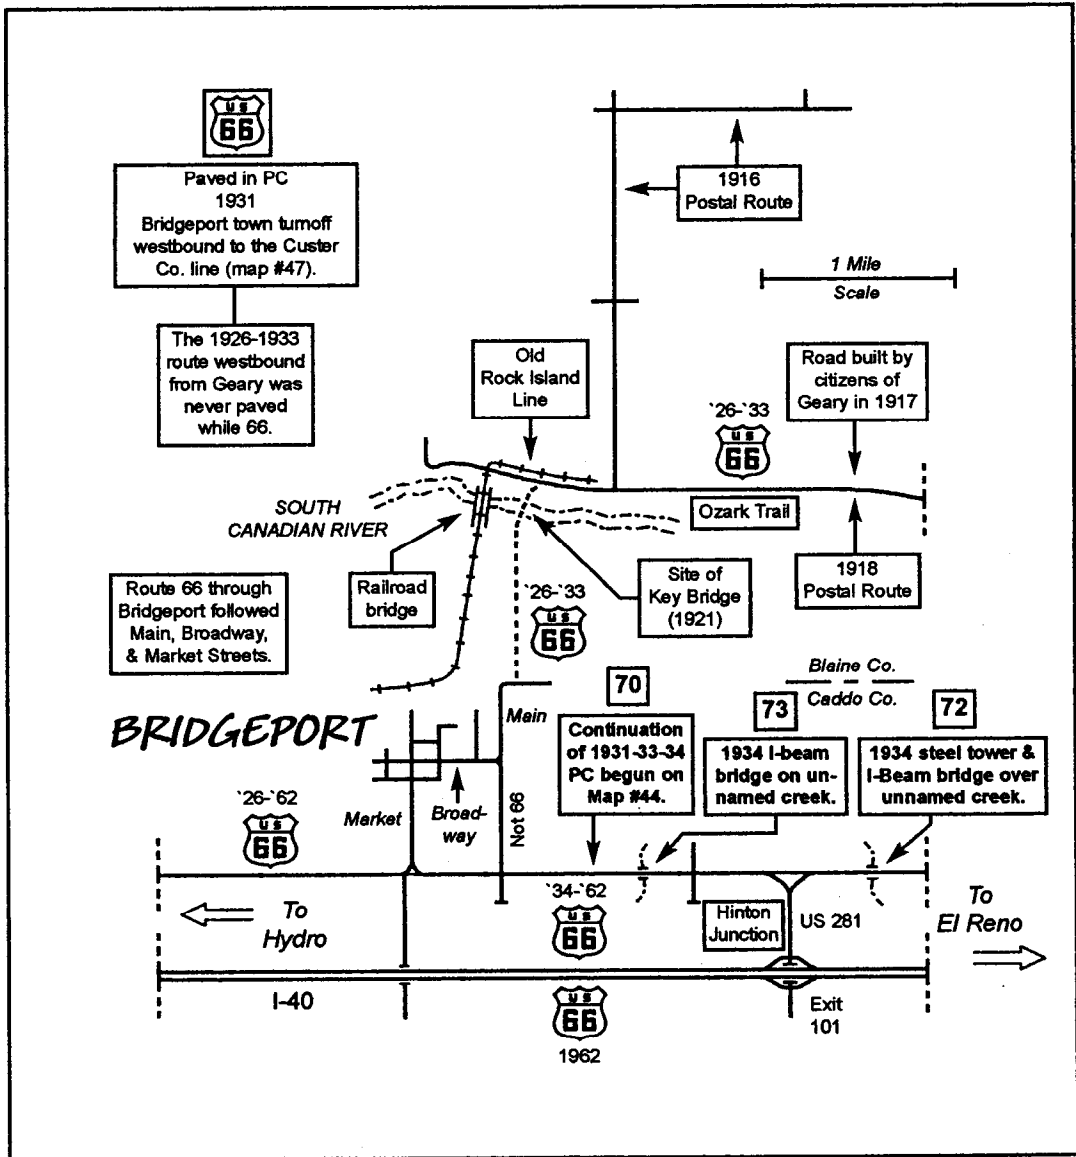 US
66
Paved in PC
1931
Bridgeport town turnoff
westbound to the Custer
Co. line (map #47).
The 1926-1933
route westbound
from Geary was
never paved
while 66.
1916
Postal Route
1 Mile
Scale
Old
Rock Island
Line
Road built by
citizens of
Geary in 1917
`26-`33
US
66
SOUTH
CANADIAN RIVER
Ozark Trail
Railroad
bridge
Site of
Key Bridge
(1921)
1918
Postal Route
Route 66 through
Bridgeport followed
Main, Broadway,
& Market Streets.
`26-`33
US
66
Blaine Co.
Caddo Co.
BRIDGEPORT
Main
70
Continuation
of 1931-33-34
PC begun on
Map #44.
73
1934 I-beam
bridge on un-
named creek.
72
1934 steel tower &
I-Beam bridge over
unnamed creek.
`26-`62
US
66
Market
Broad-
way
Not 66
To
Hydro
`34-`62
US
66
Hinton
Junction
US 281
To
El Reno
I-40
US
66
1962
Exit
101